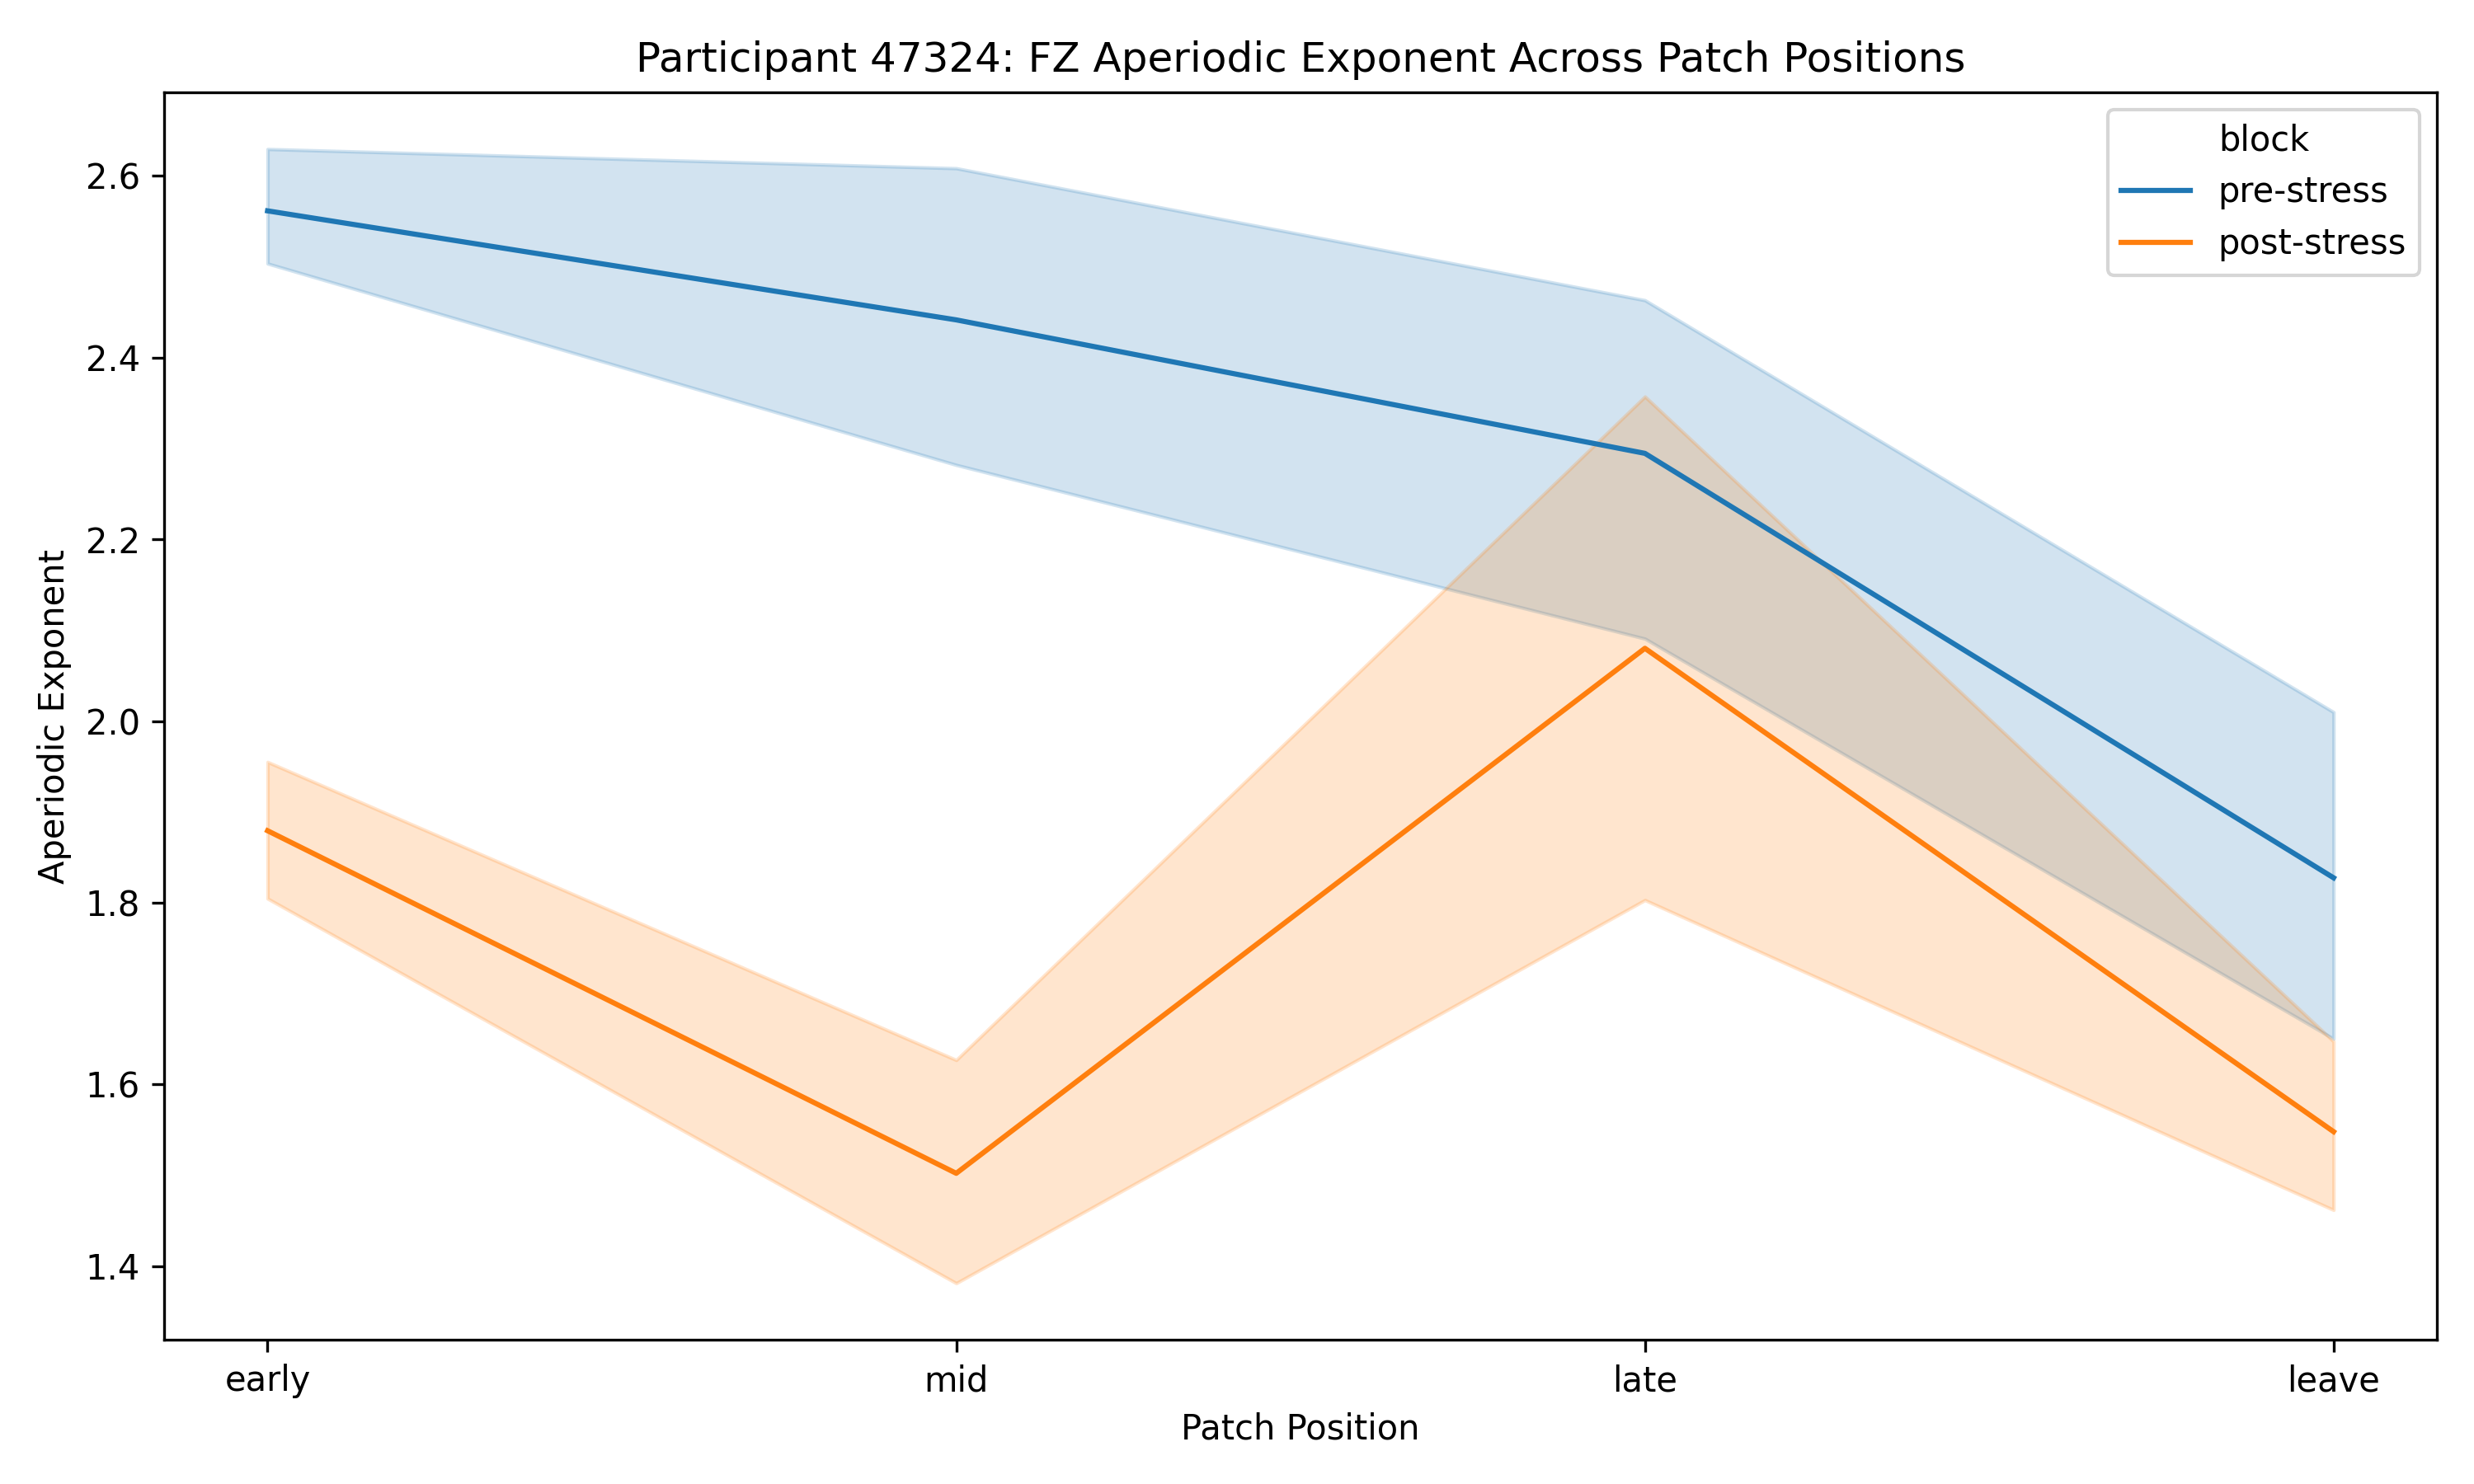 Participant 47324: FZ Aperiodic Exponent Across Patch Positions
block
pre-stress
post-stress
Aperiodic Exponent
2.6
2.4
2.2
2.0
1.8
1.6
1.4
early
mid
late
leave
Patch Position